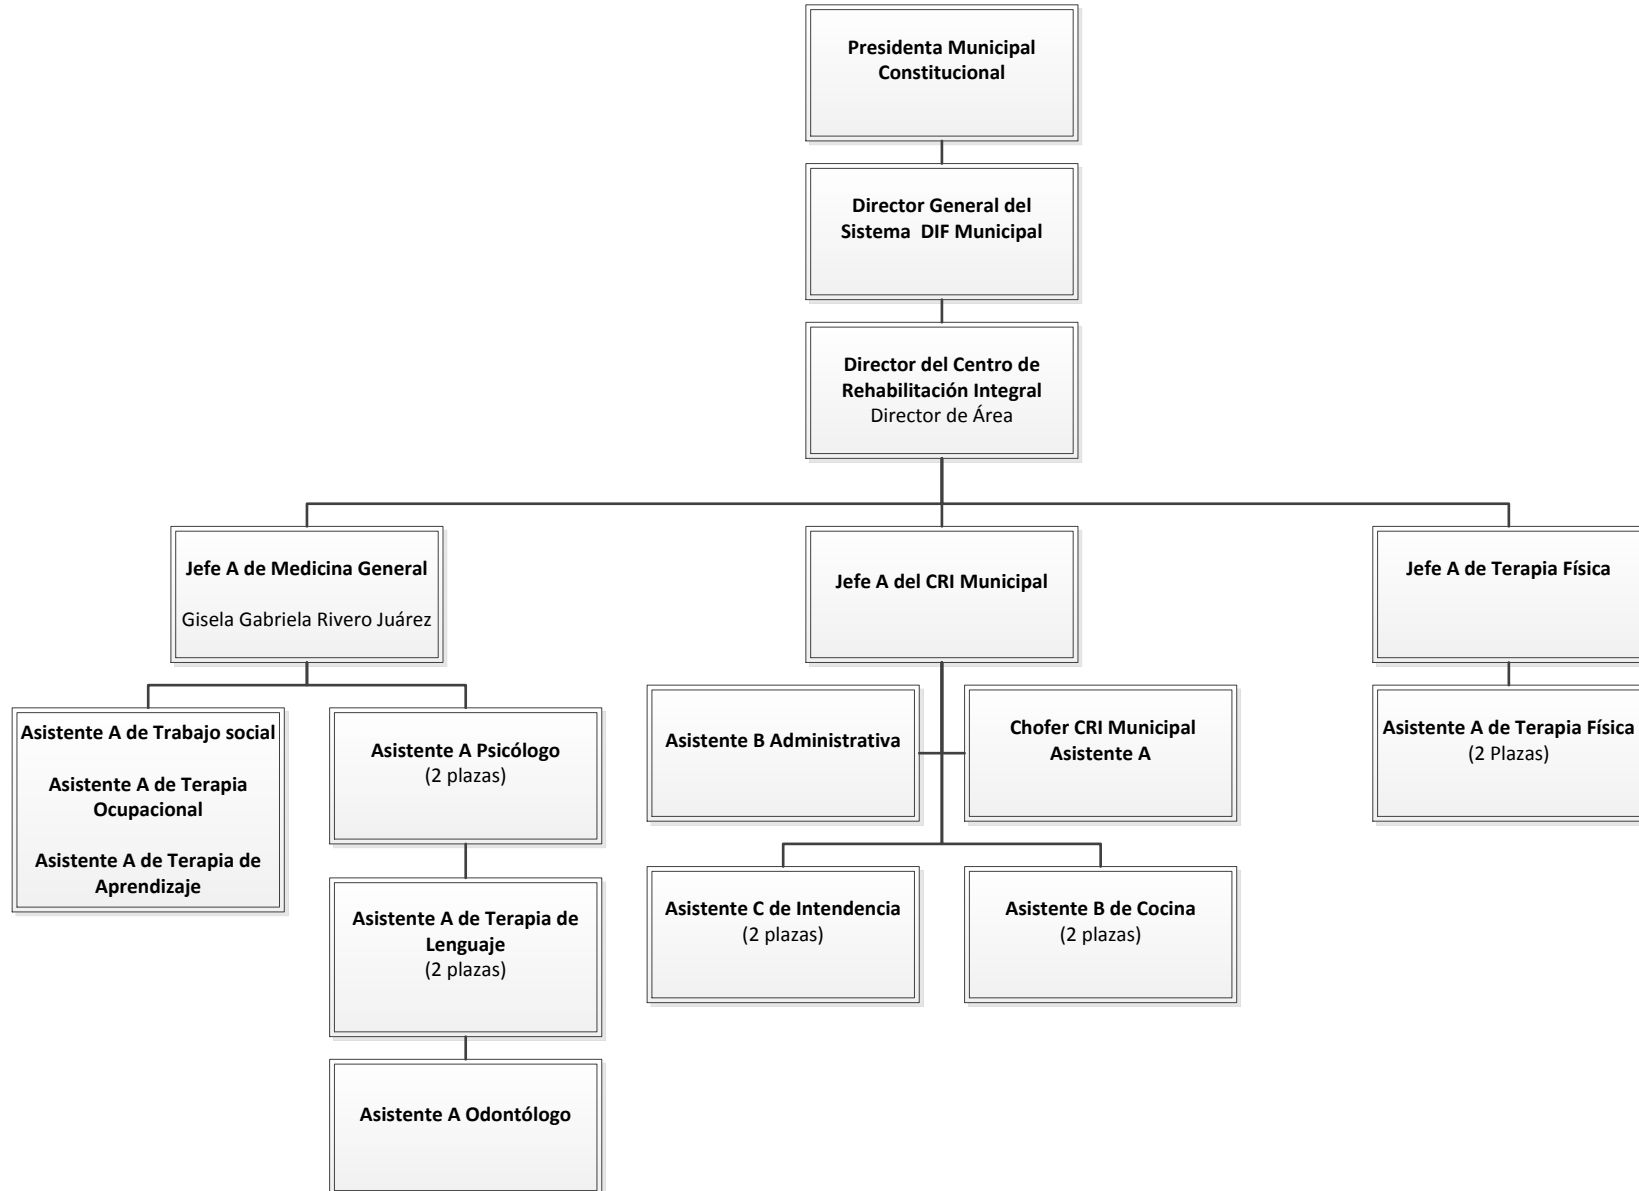 Presidenta Municipal
Constitucional
Director General del
Sistema DIF Municipal
Director del Centro de
Rehabilitación Integral
Director de Área
Jefe A de Medicina General
Gisela Gabriela Rivero Juárez
Jefe A del CRI Municipal
Jefe A de Terapia Física
Asistente A de Trabajo social
Asistente A de Terapia
Ocupacional
Asistente A de Terapia de
Aprendizaje
Asistente A Psicólogo
(2 plazas)
Asistente B Administrativa
Chofer CRI Municipal
Asistente A
Asistente A de Terapia Física
(2 Plazas)
Asistente A de Terapia de
Lenguaje
(2 plazas)
Asistente C de Intendencia
(2 plazas)
Asistente B de Cocina
(2 plazas)
Asistente A Odontólogo